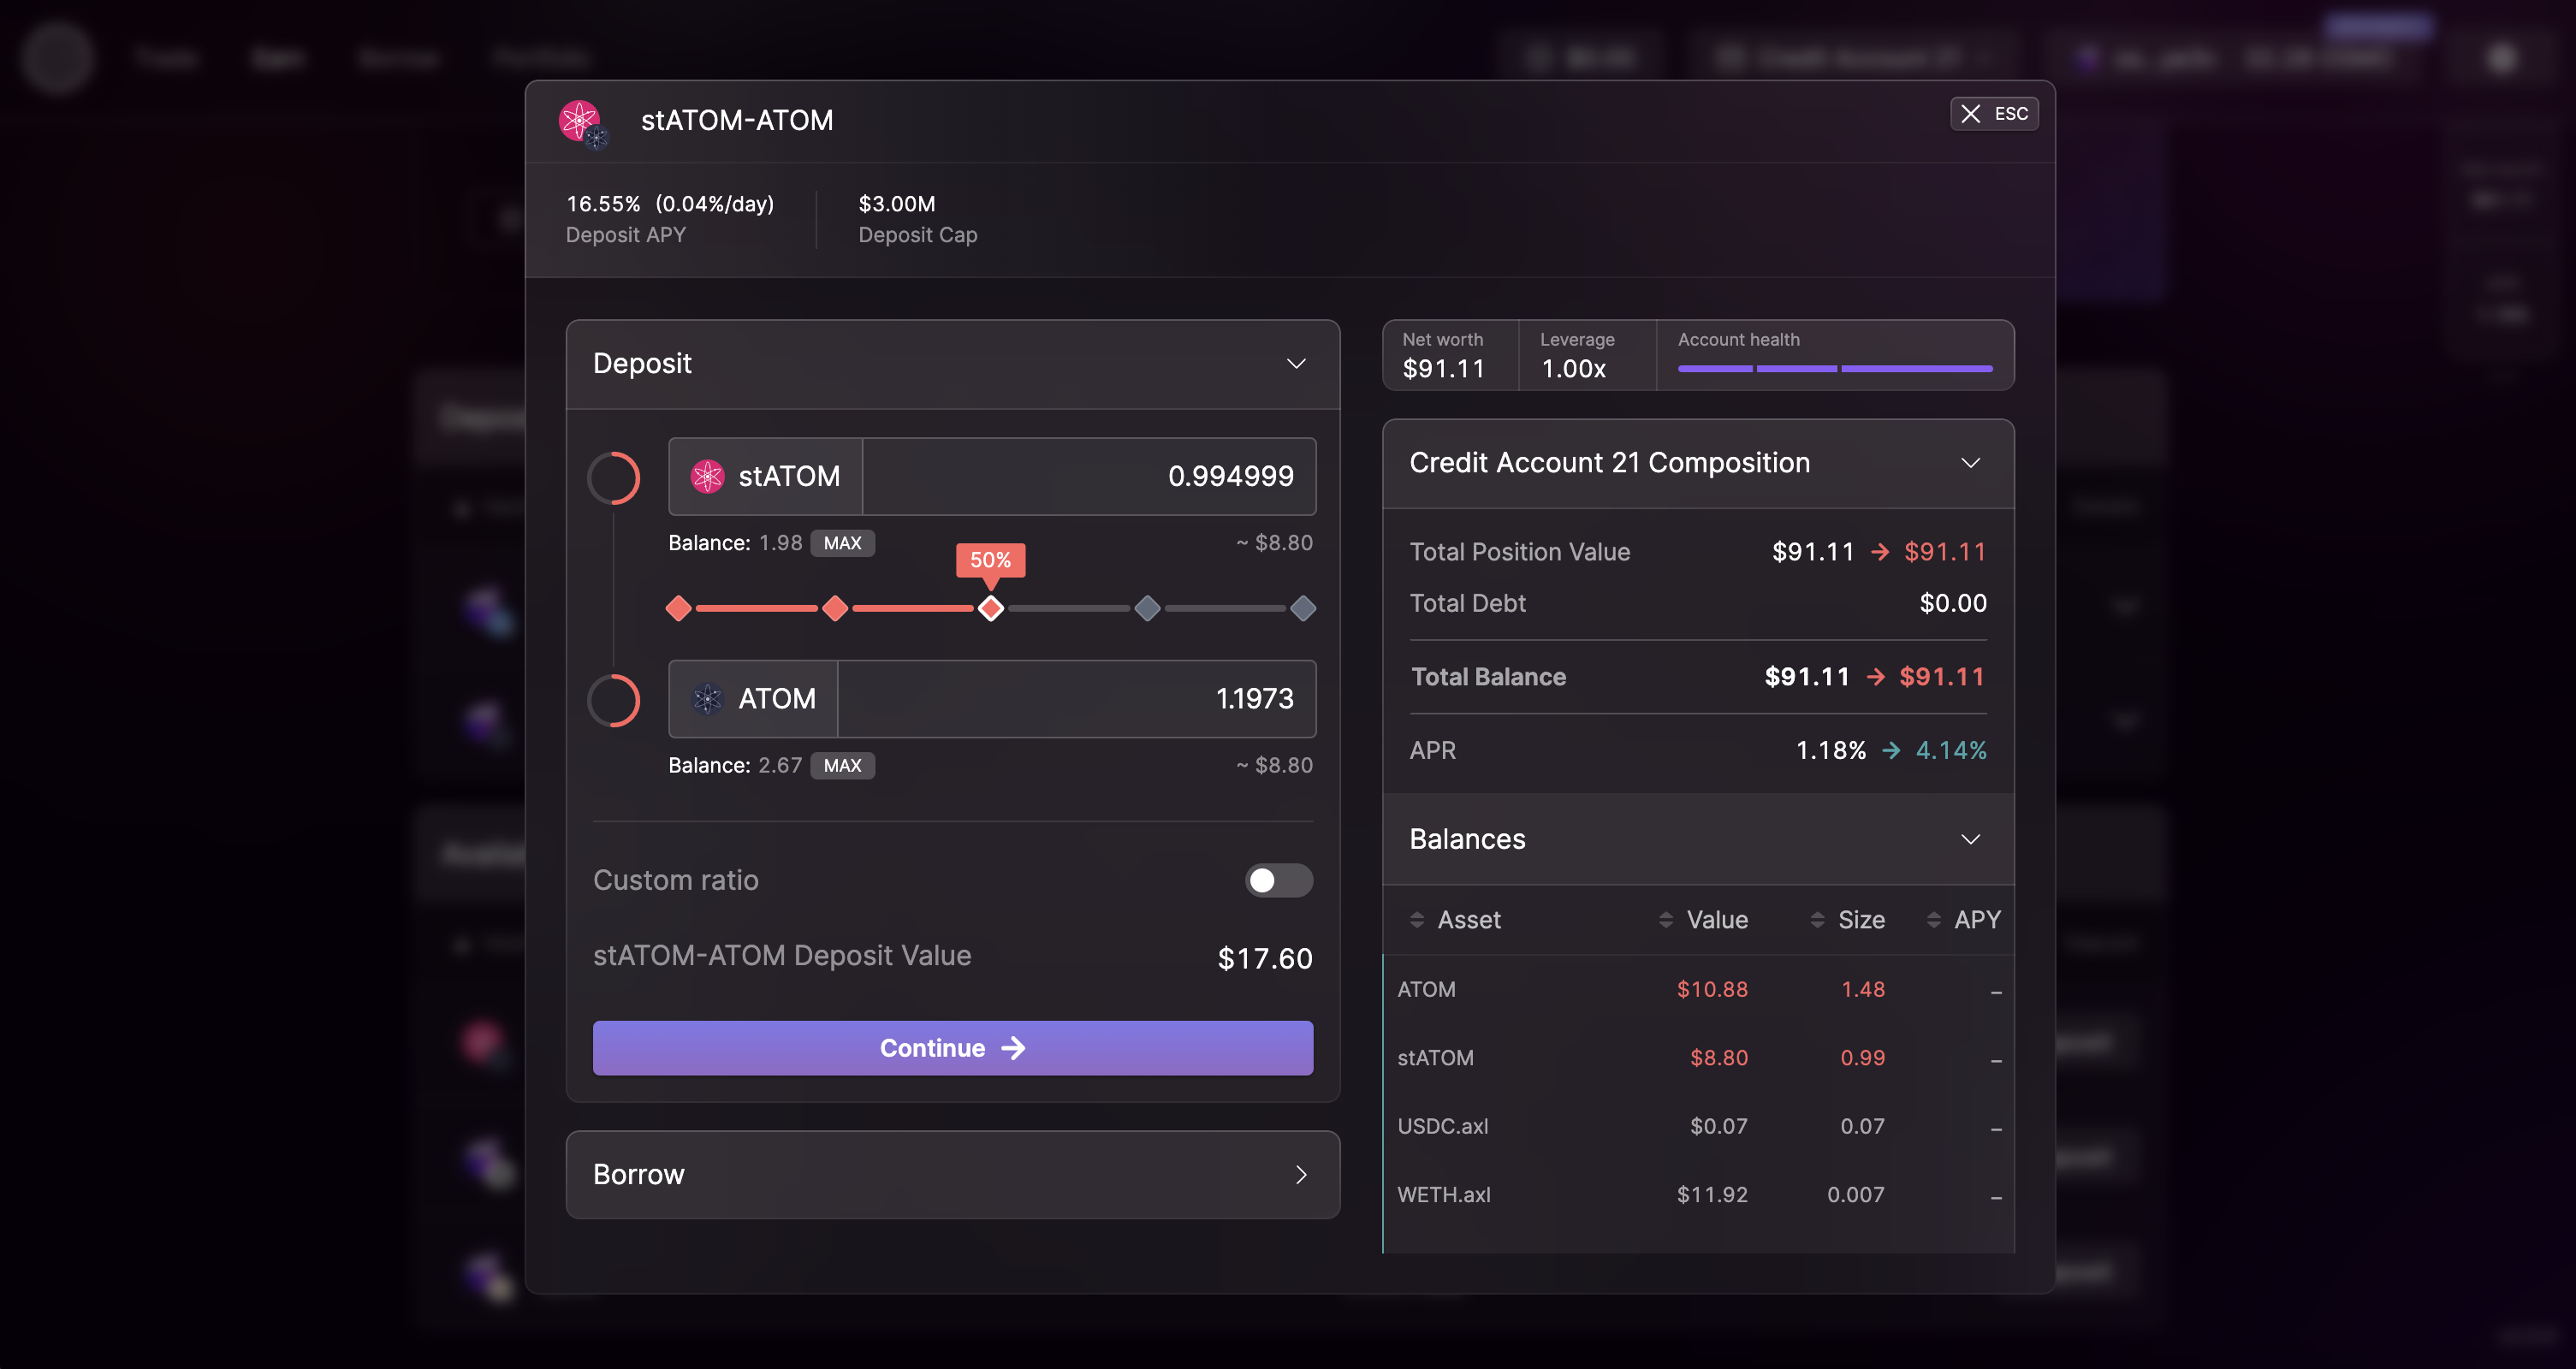 stATOM-ATOM
ESC
16.55% (0.04%/day)
Deposit APY
$3.00M
Deposit Cap
Deposit
stATOM
0.994999
Balance: 1.98 MAX
~ $8.80
50%
ATOM
1.1973
Balance: 2.67 MAX
~ $8.80
Custom ratio
stATOM-ATOM Deposit Value
$17.60
Continue
Borrow
Net worth
$91.11
Leverage
1.00x
Account health
Credit Account 21 Composition
Total Position Value $91.11 → $91.11
Total Debt $0.00
Total Balance $91.11 → $91.11
APR 1.18% → 4.14%
Balances
Asset Value Size APY
ATOM $10.88 1.48 –
stATOM $8.80 0.99 –
USDC.axl $0.07 0.07 –
WETH.axl $11.92 0.007 –